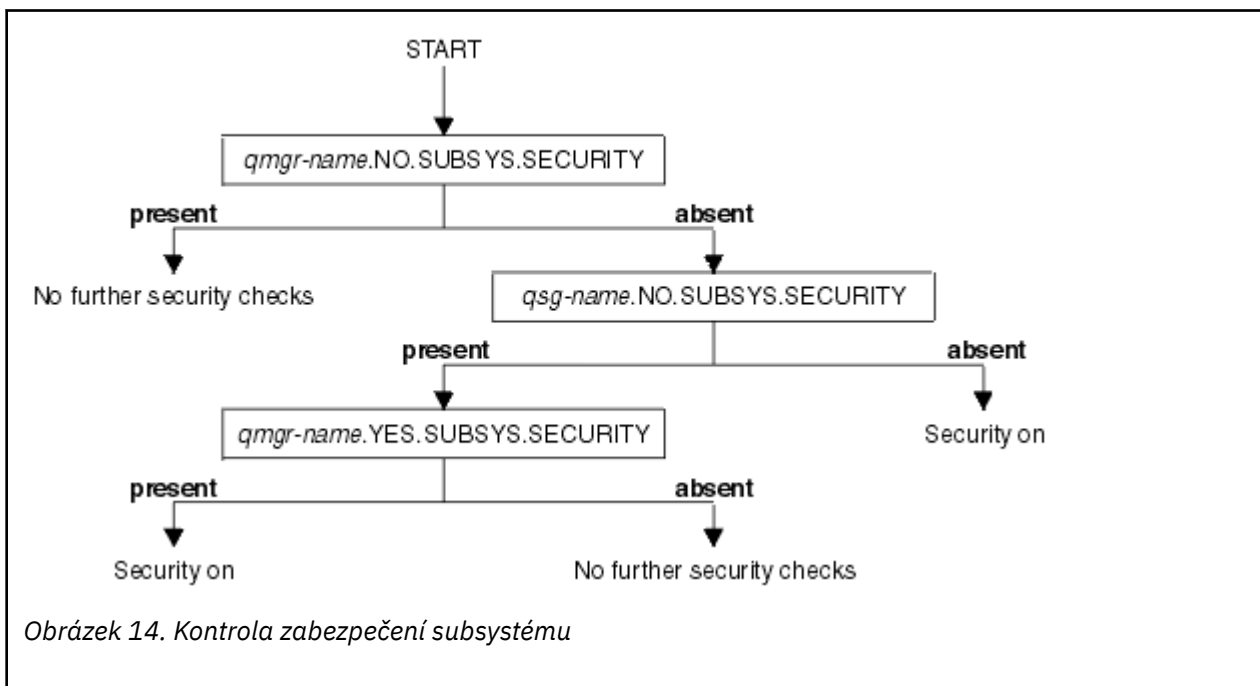 START
qmgr-name.NO.SUBSYS.SECURITY
present absent
No further security checks
qsg-name.NO.SUBSYS.SECURITY
present absent
qmgr-name.YES.SUBSYS.SECURITY
Security on
present absent
Security on
No further security checks
Obrázek 14. Kontrola zabezpečení subsystému